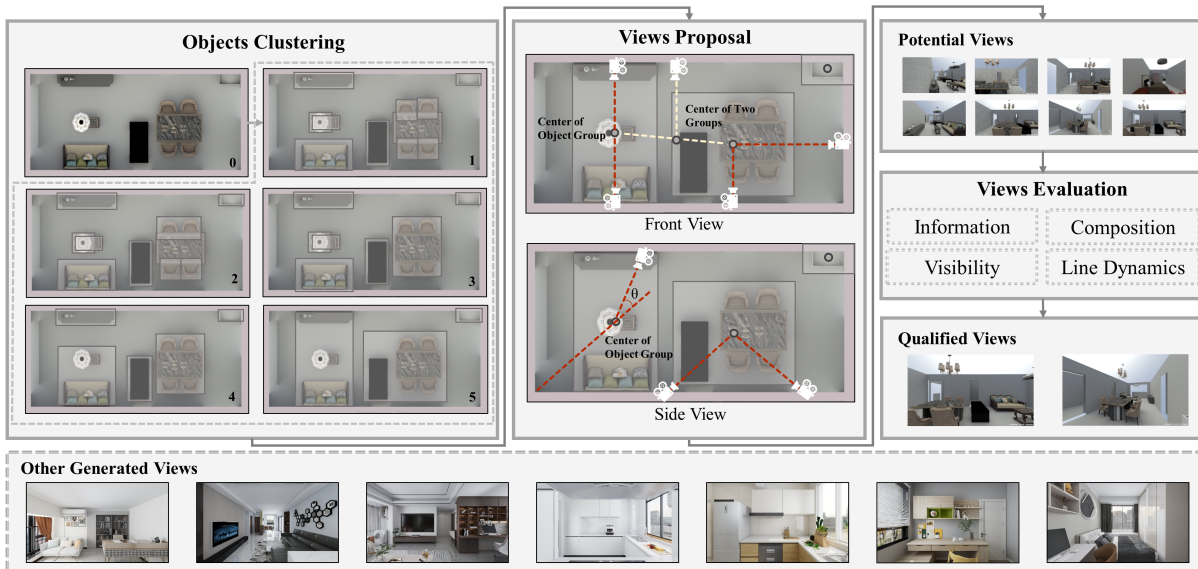 Objects Clustering
0
1
2
3
4
5
Views Proposal
Center of
Object Group
Center of Two
Groups
Front View
θ
Center of
Object Group
Side View
Potential Views
Views Evaluation
Information
Composition
Visibility
Line Dynamics
Qualified Views
Other Generated Views